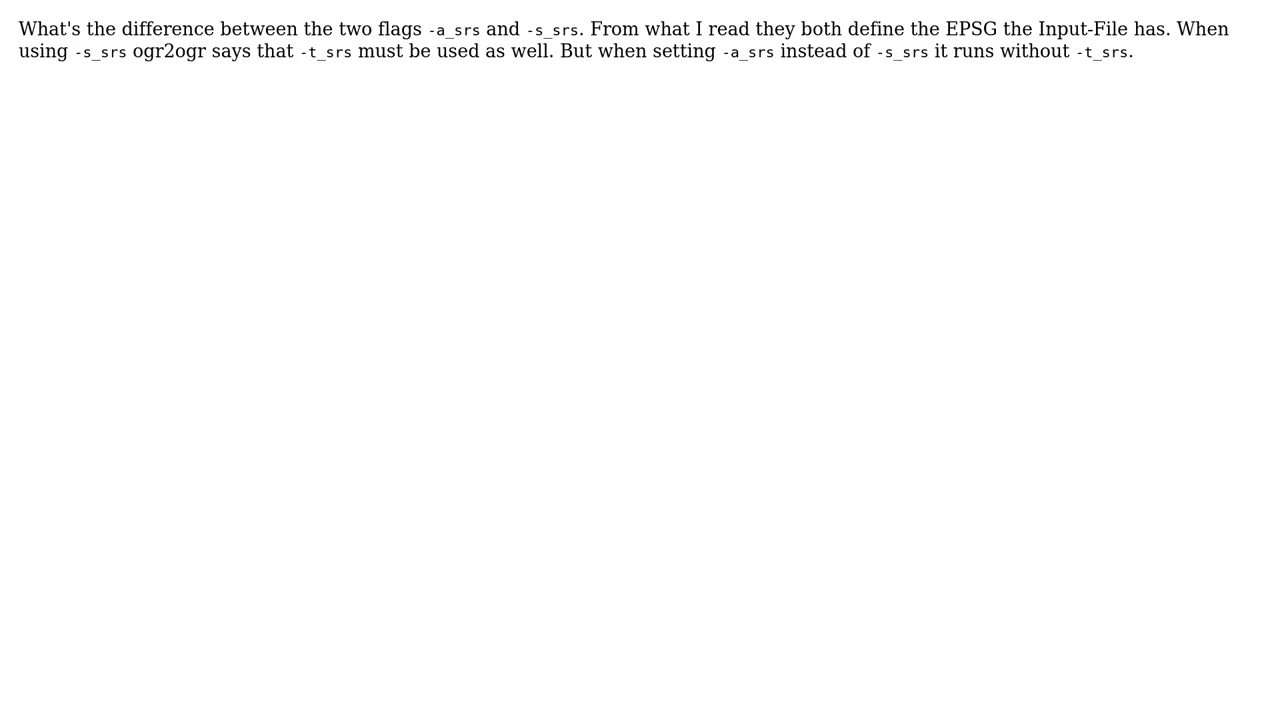 What's the difference between the two flags -a_srs and -s_srs. From what I read they both define the EPSG the Input-File has. When
using -s_srs ogr2ogr says that -t_srs must be used as well. But when setting -a_srs instead of -s_srs it runs without -t_srs.